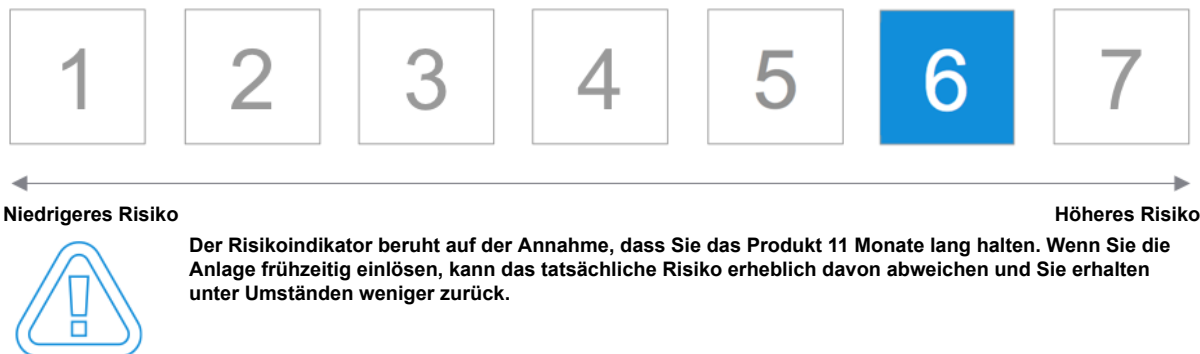 1 2 3 4 5 6 7
Niedrigeres Risiko Höheres Risiko
Der Risikoindikator beruht auf der Annahme, dass Sie das Produkt 11 Monate lang halten. Wenn Sie die
Anlage frühzeitig einlösen, kann das tatsächliche Risiko erheblich davon abweichen und Sie erhalten
unter Umständen weniger zurück.